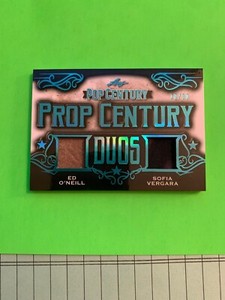 POP CENTURY
PROP CENTURY
DUOS
ED
O'NEILL
SOFIA
VERGARA